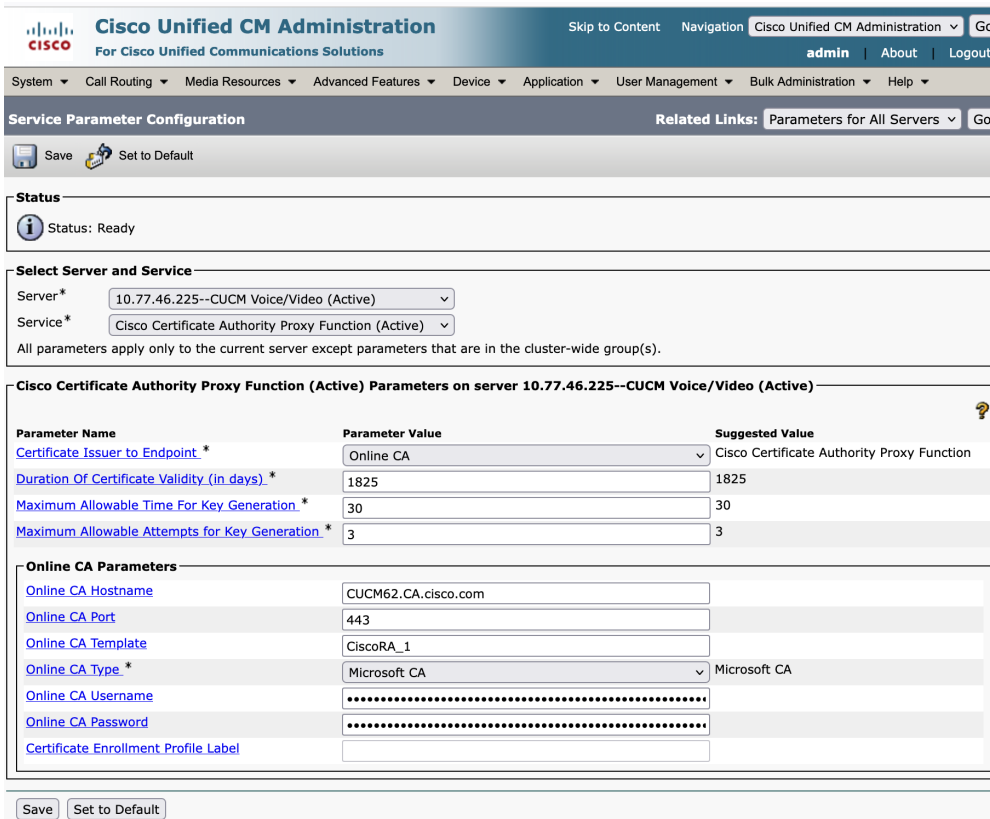 CISCO
Cisco Unified CM Administration
For Cisco Unified Communications Solutions
Skip to Content Navigation Cisco Unified CM Administration Go
admin | About | Logout
System Call Routing Media Resources Advanced Features Device Application User Management Bulk Administration Help
Service Parameter Configuration
Related Links: Parameters for All Servers Go
Save Set to Default
Status
Status: Ready
Select Server and Service
Server* 10.77.46.225--CUCM Voice/Video (Active)
Service* Cisco Certificate Authority Proxy Function (Active)
All parameters apply only to the current server except parameters that are in the cluster-wide group(s).
Cisco Certificate Authority Proxy Function (Active) Parameters on server 10.77.46.225--CUCM Voice/Video (Active)
?
Parameter Name Parameter Value Suggested Value
Certificate Issuer to Endpoint * Online CA Cisco Certificate Authority Proxy Function
Duration Of Certificate Validity (in days) * 1825 1825
Maximum Allowable Time For Key Generation * 30 30
Maximum Allowable Attempts for Key Generation * 3 3
Online CA Parameters
Online CA Hostname CUCM62.CA.cisco.com
Online CA Port 443
Online CA Template CiscoRA_1
Online CA Type * Microsoft CA Microsoft CA
Online CA Username
Online CA Password
Certificate Enrollment Profile Label
Save Set to Default